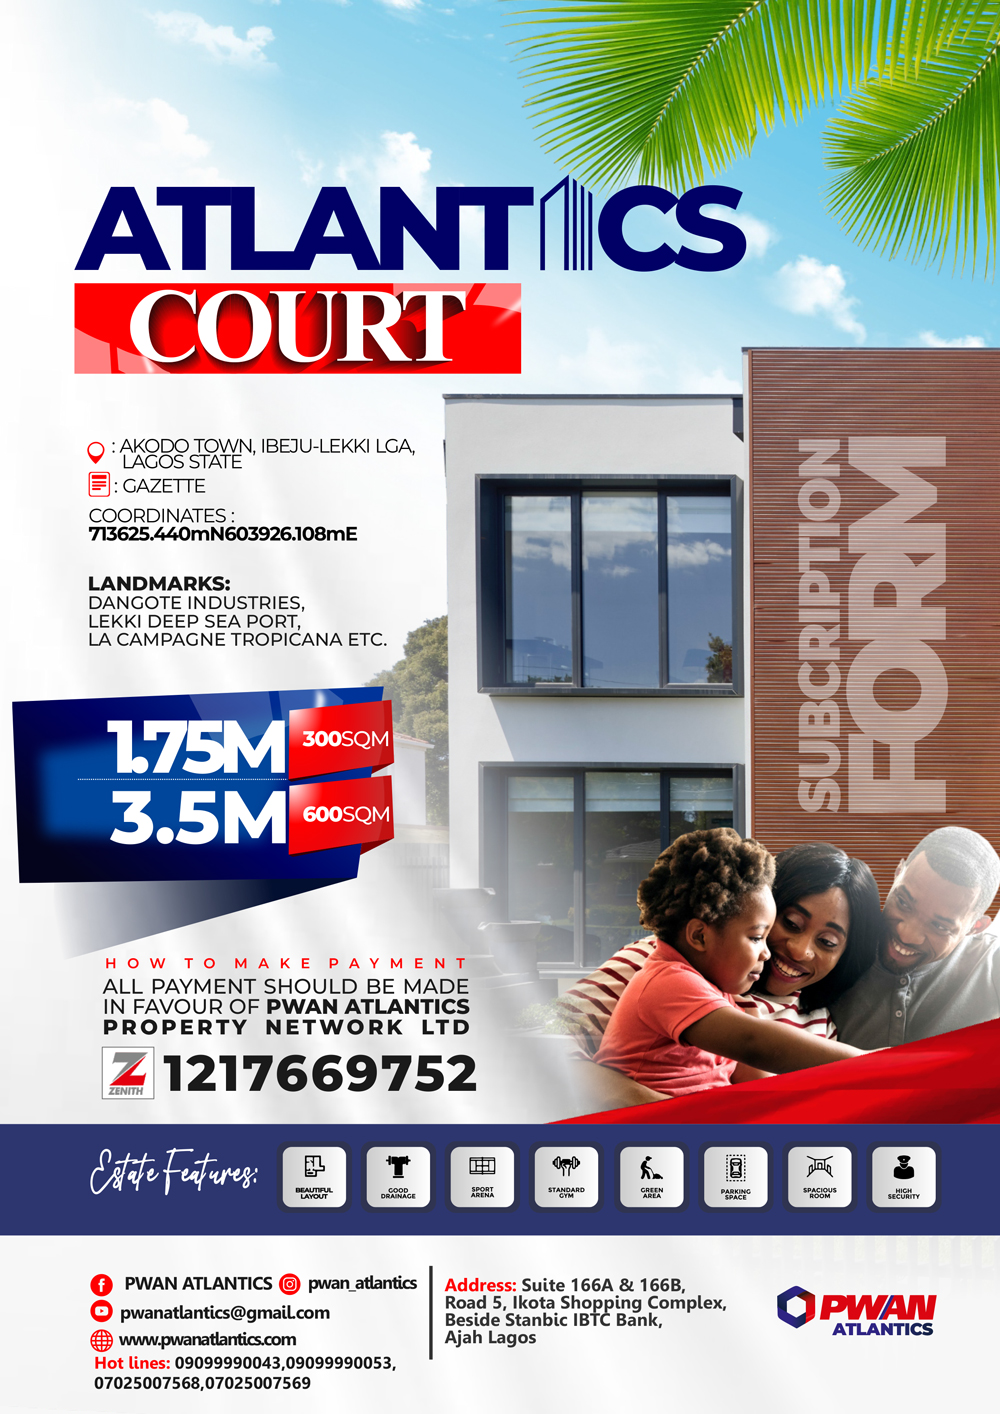 ATLANTICS
COURT
: AKODO TOWN, IBEJU-LEKKI LGA,
LAGOS STATE
: GAZETTE
COORDINATES :
713625.440mN603926.108mE
LANDMARKS:
DANGOTE INDUSTRIES,
LEKKI DEEP SEA PORT,
LA CAMPAGNE TROPICANA ETC.
SUBCRIPTION
FORM
1.75M 300SQM
3.5M 600SQM
HOW TO MAKE PAYMENT
ALL PAYMENT SHOULD BE MADE
IN FAVOUR OF PWAN ATLANTICS
PROPERTY NETWORK LTD
ZENITH 1217669752
Estate Features:
BEAUTIFUL
LAYOUT
GOOD
DRAINAGE
SPORT
ARENA
STANDARD
GYM
GREEN
AREA
PARKING
SPACE
SPACIOUS
ROOM
HIGH
SECURITY
PWAN ATLANTICS pwan_atlantics
pwanatlantics@gmail.com
www.pwanatlantics.com
Hot lines: 09099990043,09099990053,
07025007568,07025007569
Address: Suite 166A & 166B,
Road 5, Ikota Shopping Complex,
Beside Stanbic IBTC Bank,
Ajah Lagos
PWAN
ATLANTICS